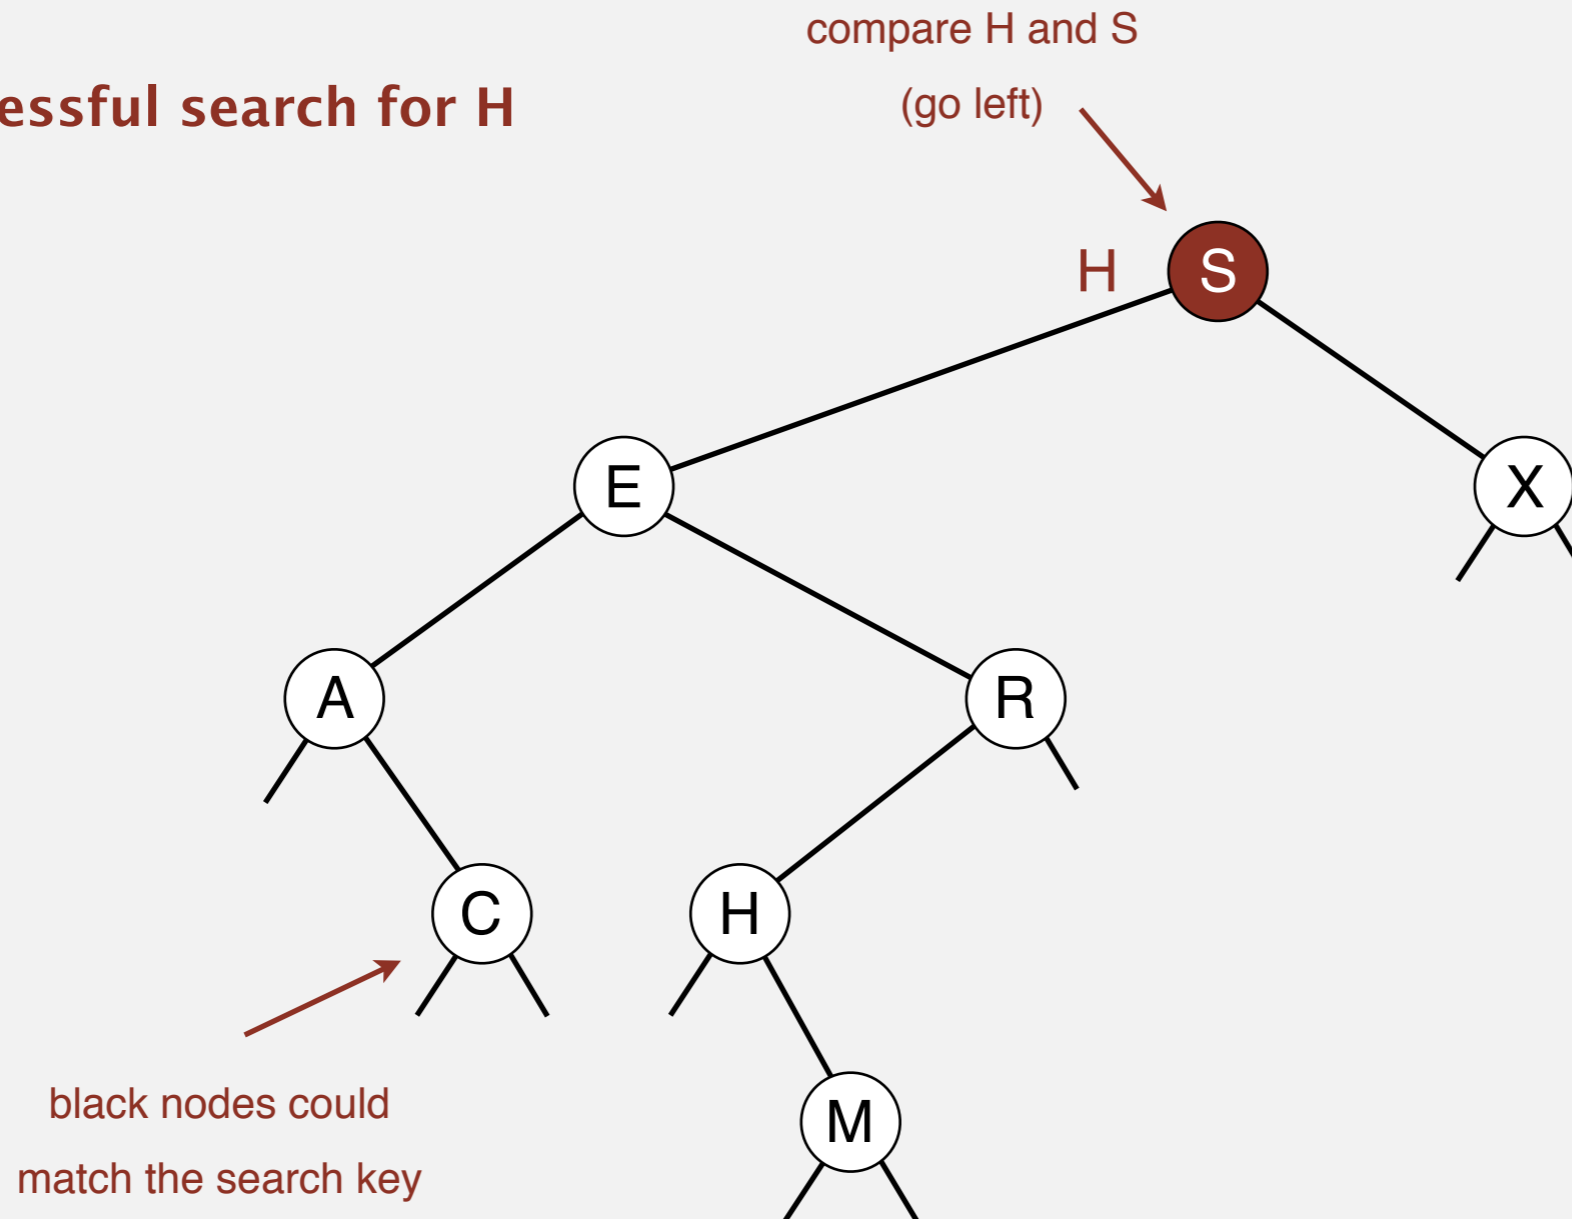 compare H and S
essful search for H
(go left)
H S
E X
A R
C H
black nodes could
M
match the search key